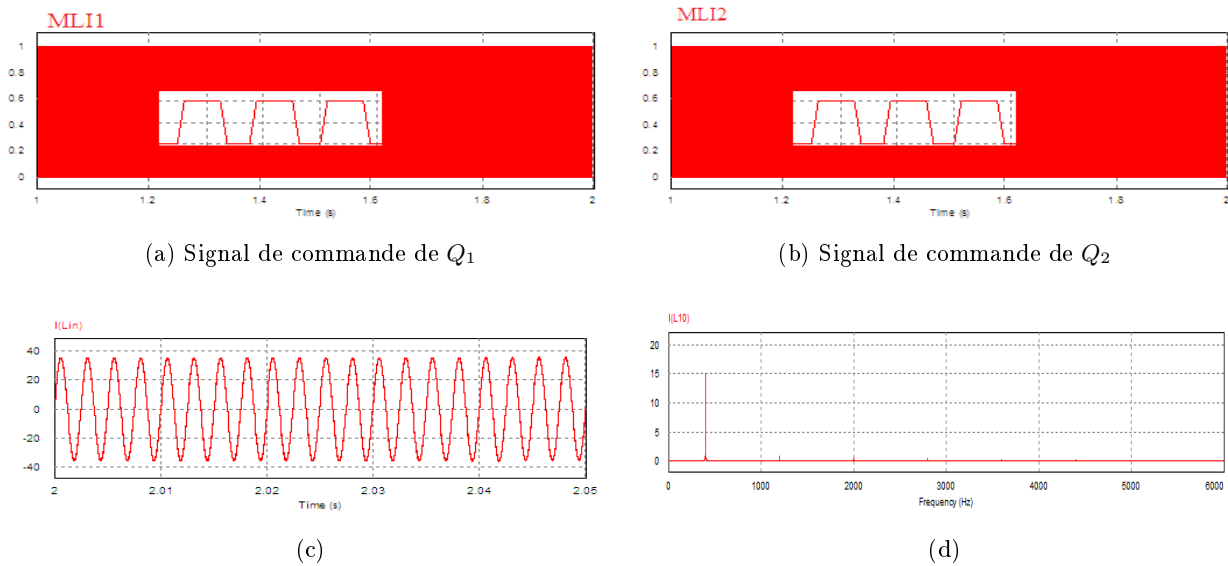 MLI1
1
0.8
0.6
0.4
0.2
0
1 1.2 1.4 1.6 2
Time (s)
(a) Signal de commande de Q1
MLI2
1
0.8
0.6
0.4
0.2
0
1 1.2 1.4 1.6 2
Time (s)
(b) Signal de commande de Q2
I(Lin)
40
20
0
-20
-40
2 2.01 2.02 2.03 2.04 2.05
Time (s)
(c)
I(L10)
20
15
10
5
0
0 1000 2000 3000 4000 5000 6000
Frequency (Hz)
(d)